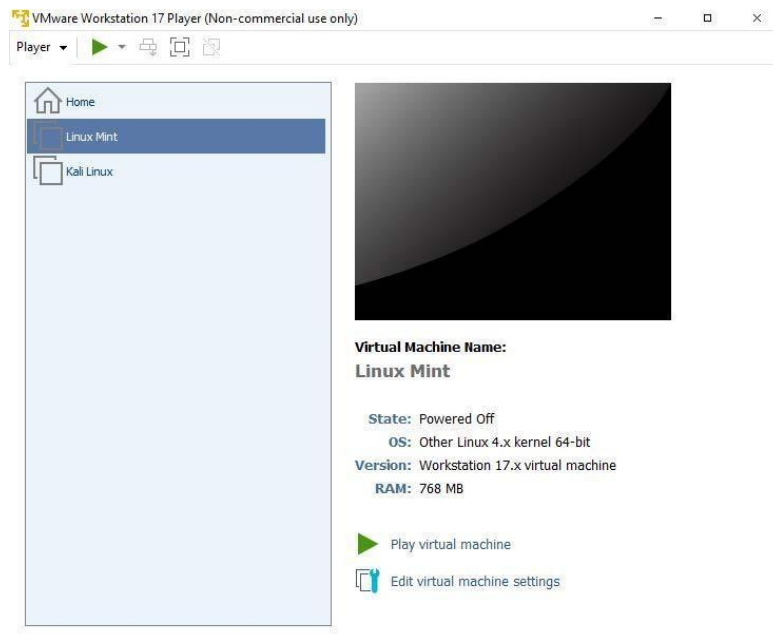 VMware Workstation 17 Player (Non-commercial use only)
Player
Home
Linux Mint
Kali Linux
Virtual Machine Name:
Linux Mint
State: Powered Off
OS: Other Linux 4.x kernel 64-bit
Version: Workstation 17.x virtual machine
RAM: 768 MB
Play virtual machine
Edit virtual machine settings